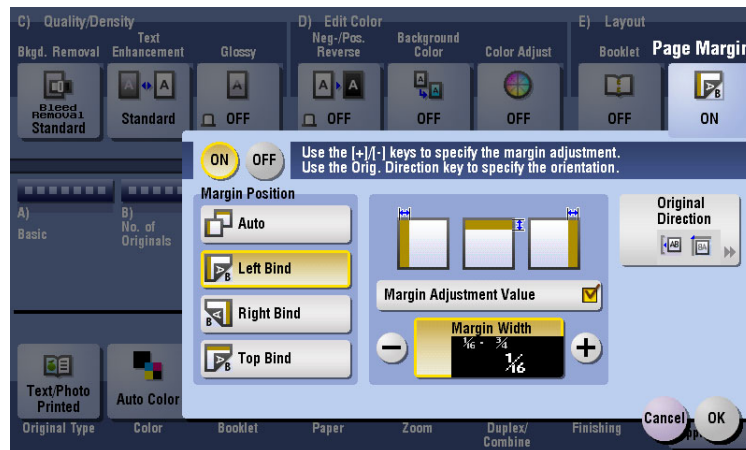 C) Quality/Density
D) Edit Color
E) Layout
Bkgd. Removal
Text
Enhancement
Glossy
Neg-/Pos.
Reverse
Background
Color
Color Adjust
Booklet
Page Margin
Bleed
Removal
Standard
Standard
OFF
OFF
OFF
OFF
OFF
ON
ON
OFF
Use the [+]/[-] keys to specify the margin adjustment.
Use the Orig. Direction key to specify the orientation.
A)
Basic
B)
No. of
Originals
Margin Position
Auto
Left Bind
Right Bind
Top Bind
Original
Direction
Margin Adjustment Value
Margin Width
1/16 - 3/4
1/16
Text/Photo
Printed
Auto Color
Original Type
Color
Booklet
Paper
Zoom
Duplex/
Combine
Finishing
Cancel
OK